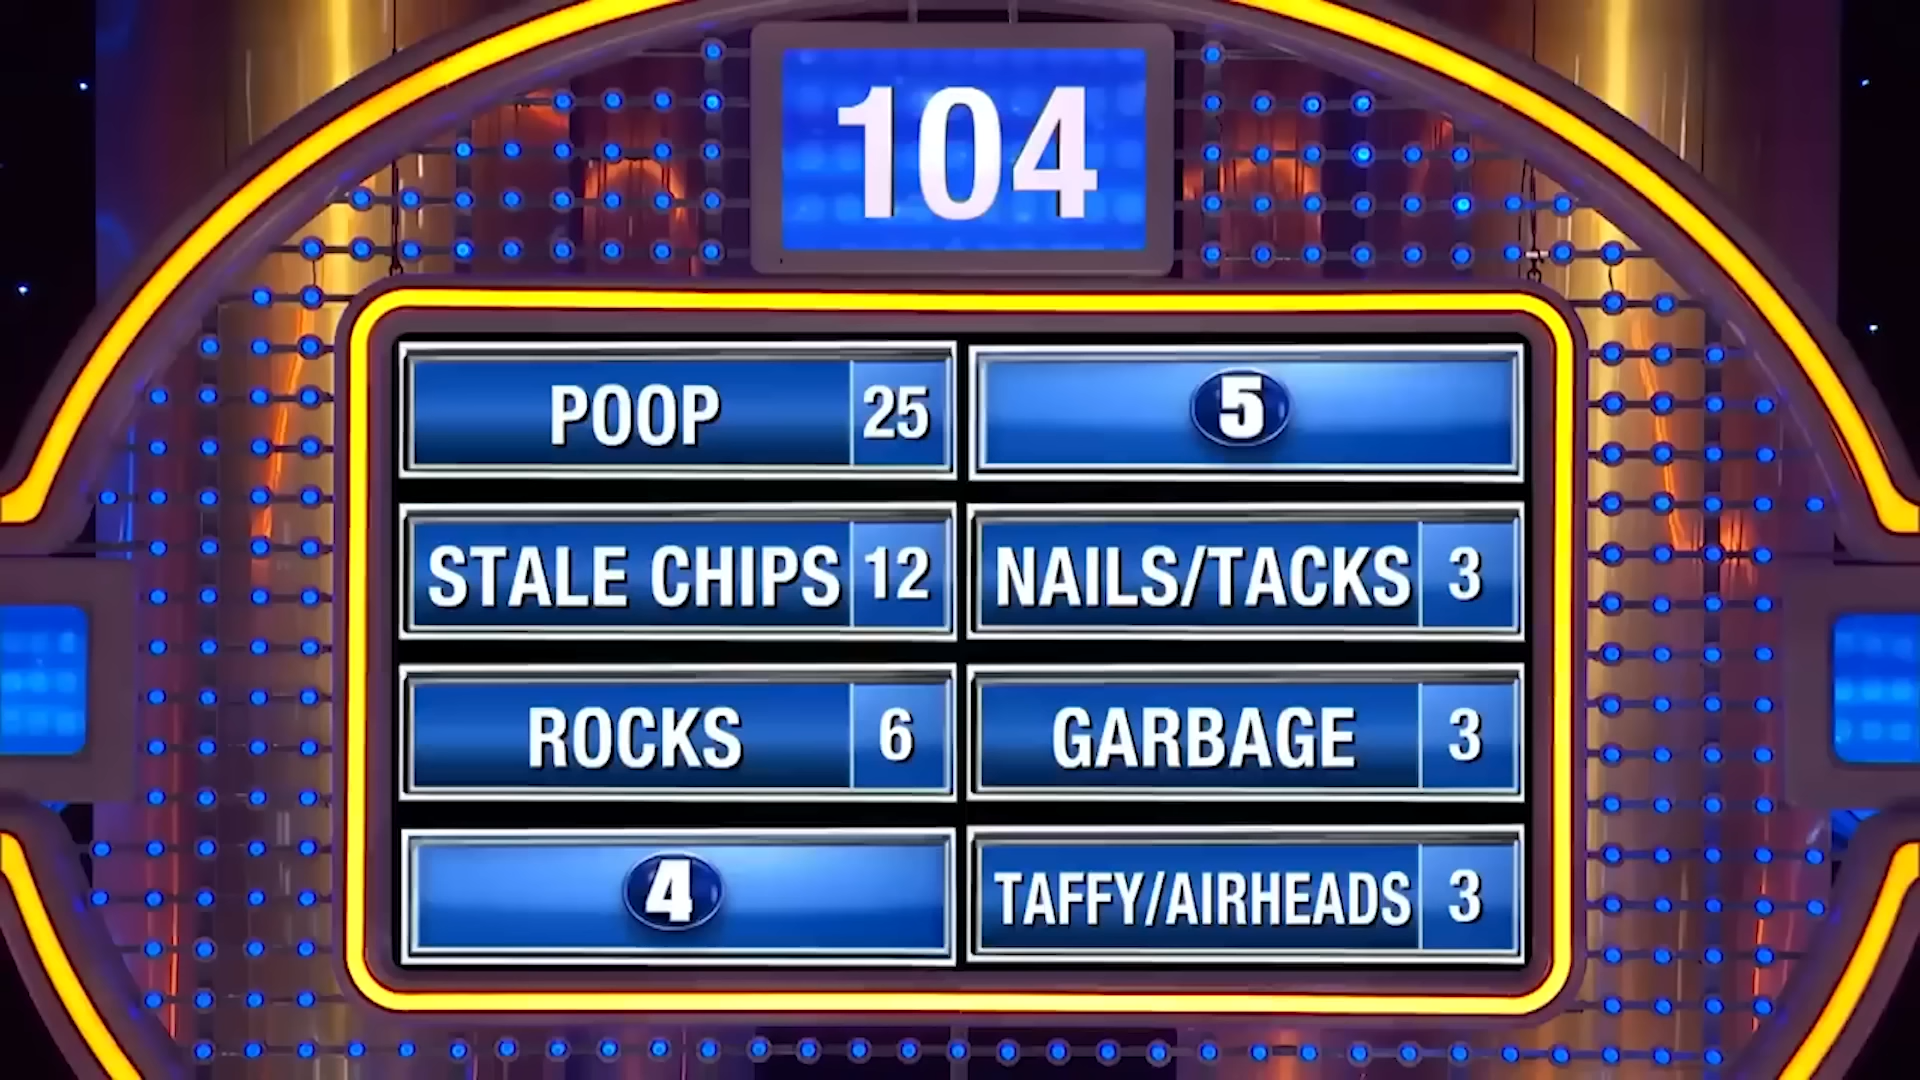 104
POOP 25
5
STALE CHIPS 12
NAILS/TACKS 3
ROCKS 6
GARBAGE 3
4
TAFFY/AIRHEADS 3